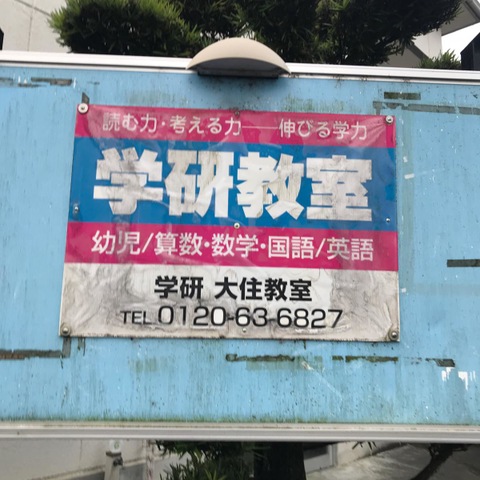 読む力・考える力──伸びる学力
学研教室
幼児/算数・数学・国語/英語
学研 大住教室
TEL 0120-63-6827